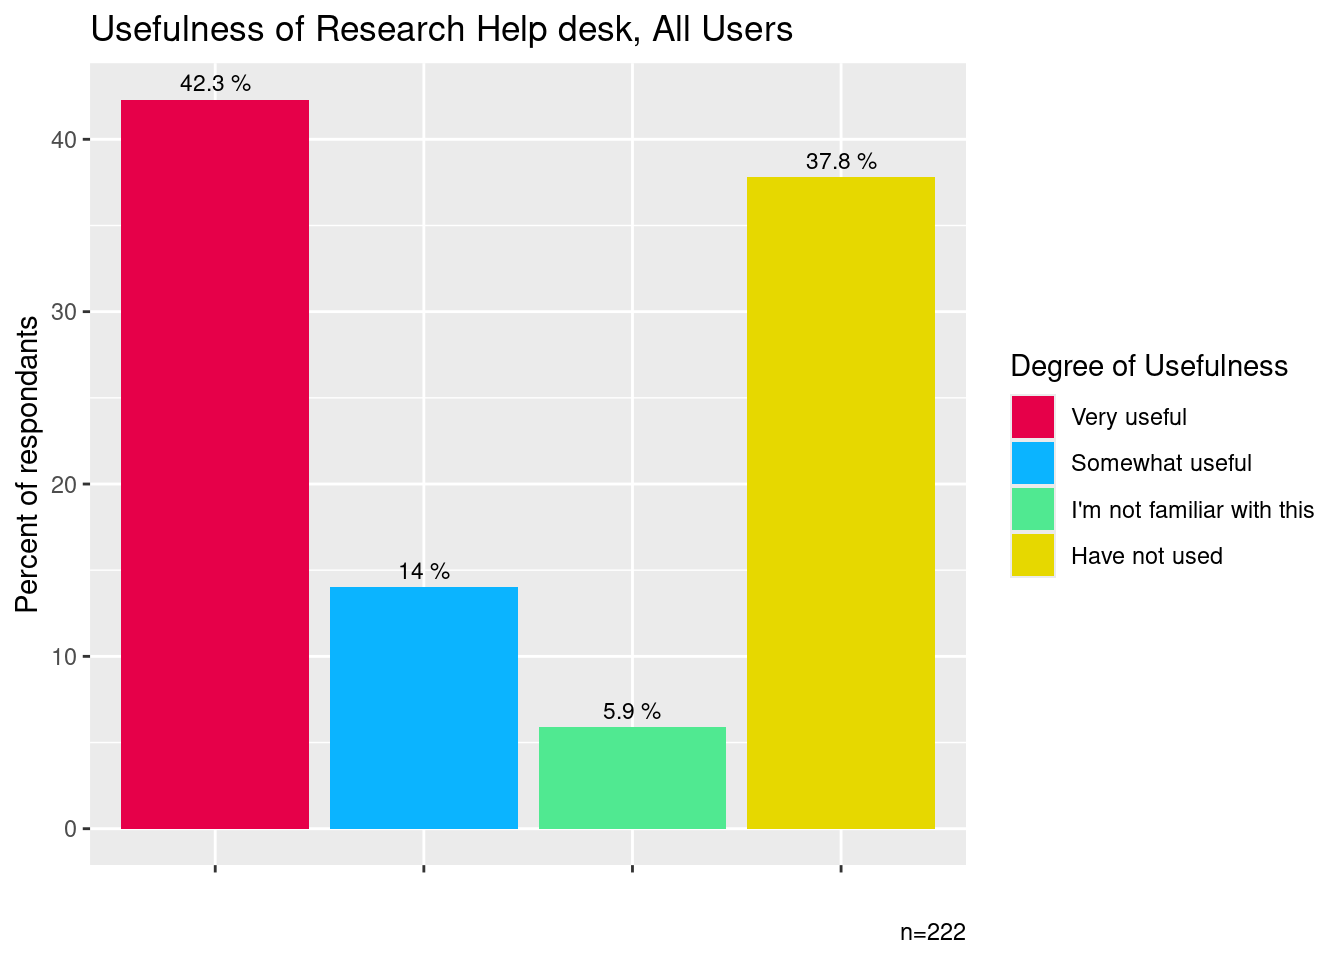 Usefulness of Research Help desk, All Users
42.3 %
37.8 %
14 %
5.9 %
40
30
20
10
0
Percent of respondants
Degree of Usefulness
Very useful
Somewhat useful
I'm not familiar with this
Have not used
n=222